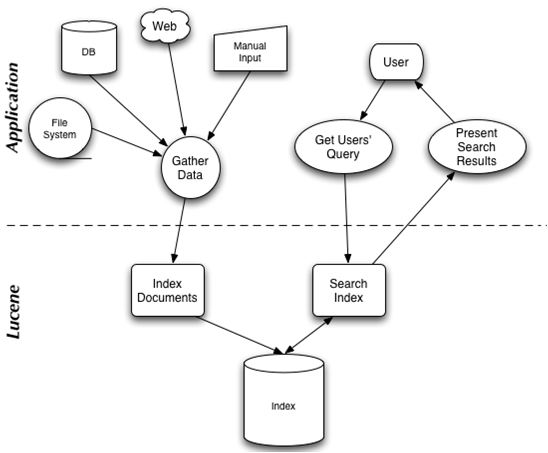 Application
Web
DB
Manual
Input
User
File
System
Get Users'
Query
Present
Search
Results
Gather
Data
Lucene
Index
Documents
Search
Index
Index